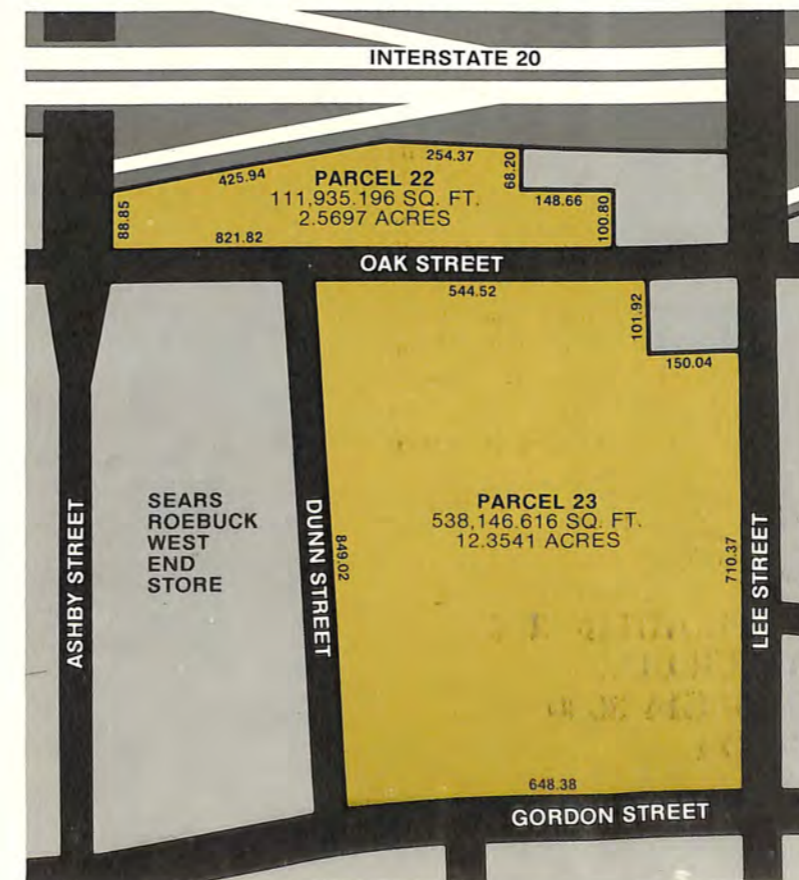 INTERSTATE 20
425.94
254.37
68.20
PARCEL 22
111,935.196 SQ. FT.
2.5697 ACRES
148.66
88.85
100.80
821.82
OAK STREET
544.52
101.92
150.04
SEARS
ROEBUCK
WEST
END
STORE
ASHBY STREET
DUNN STREET
849.02
PARCEL 23
538,146.616 SQ. FT.
12.3541 ACRES
710.37
LEE STREET
648.38
GORDON STREET